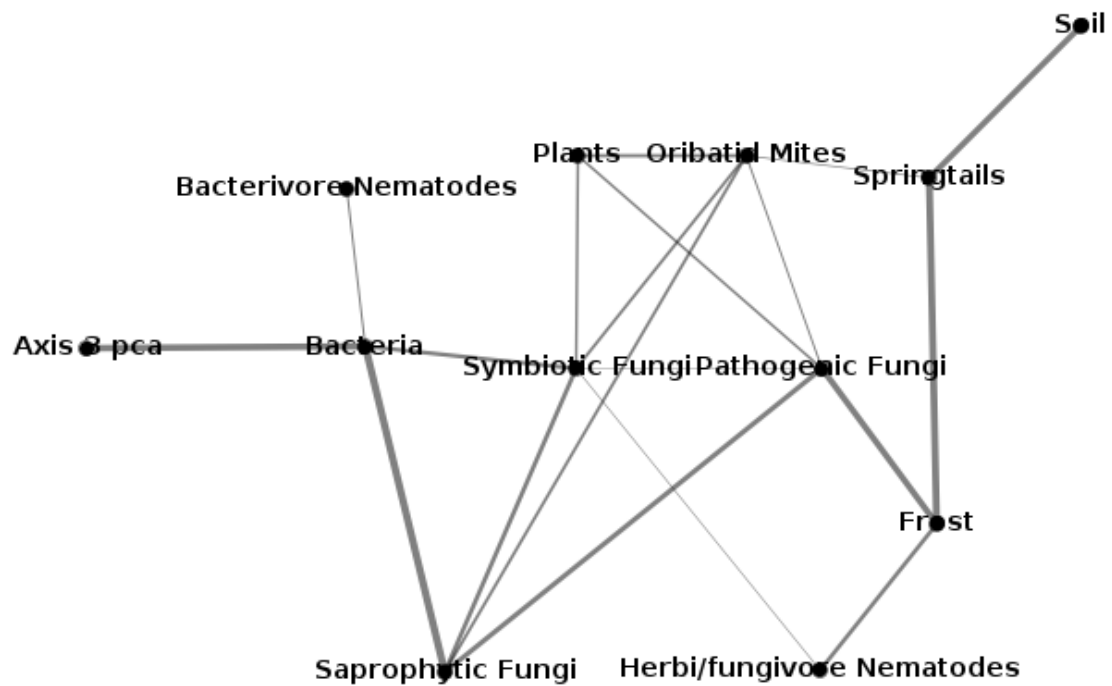 Soil
Plants
Oribatid Mites
Springtails
Bacterivore Nematodes
Axis 3 pca
Bacteria
Symbiotic Fungi
Pathogenic Fungi
Frost
Saprophytic Fungi
Herbi/fungivore Nematodes